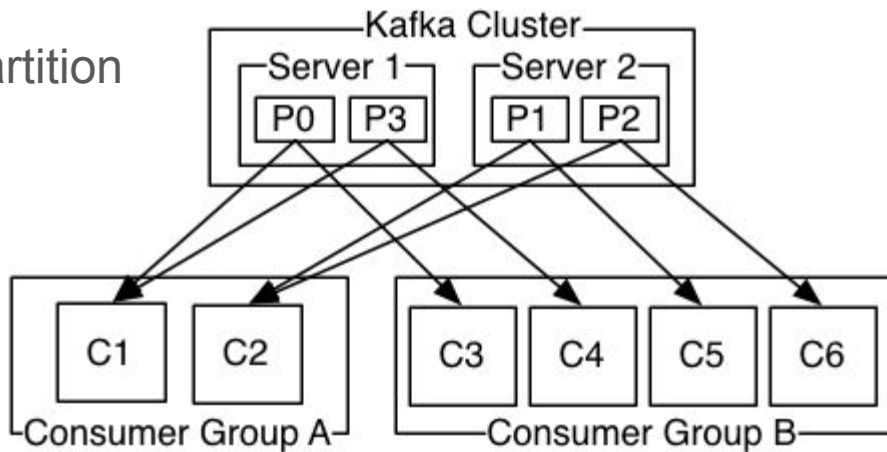 artition
Kafka Cluster
Server 1 Server 2
P0 P3 P1 P2
C1 C2 C3 C4 C5 C6
Consumer Group A Consumer Group B